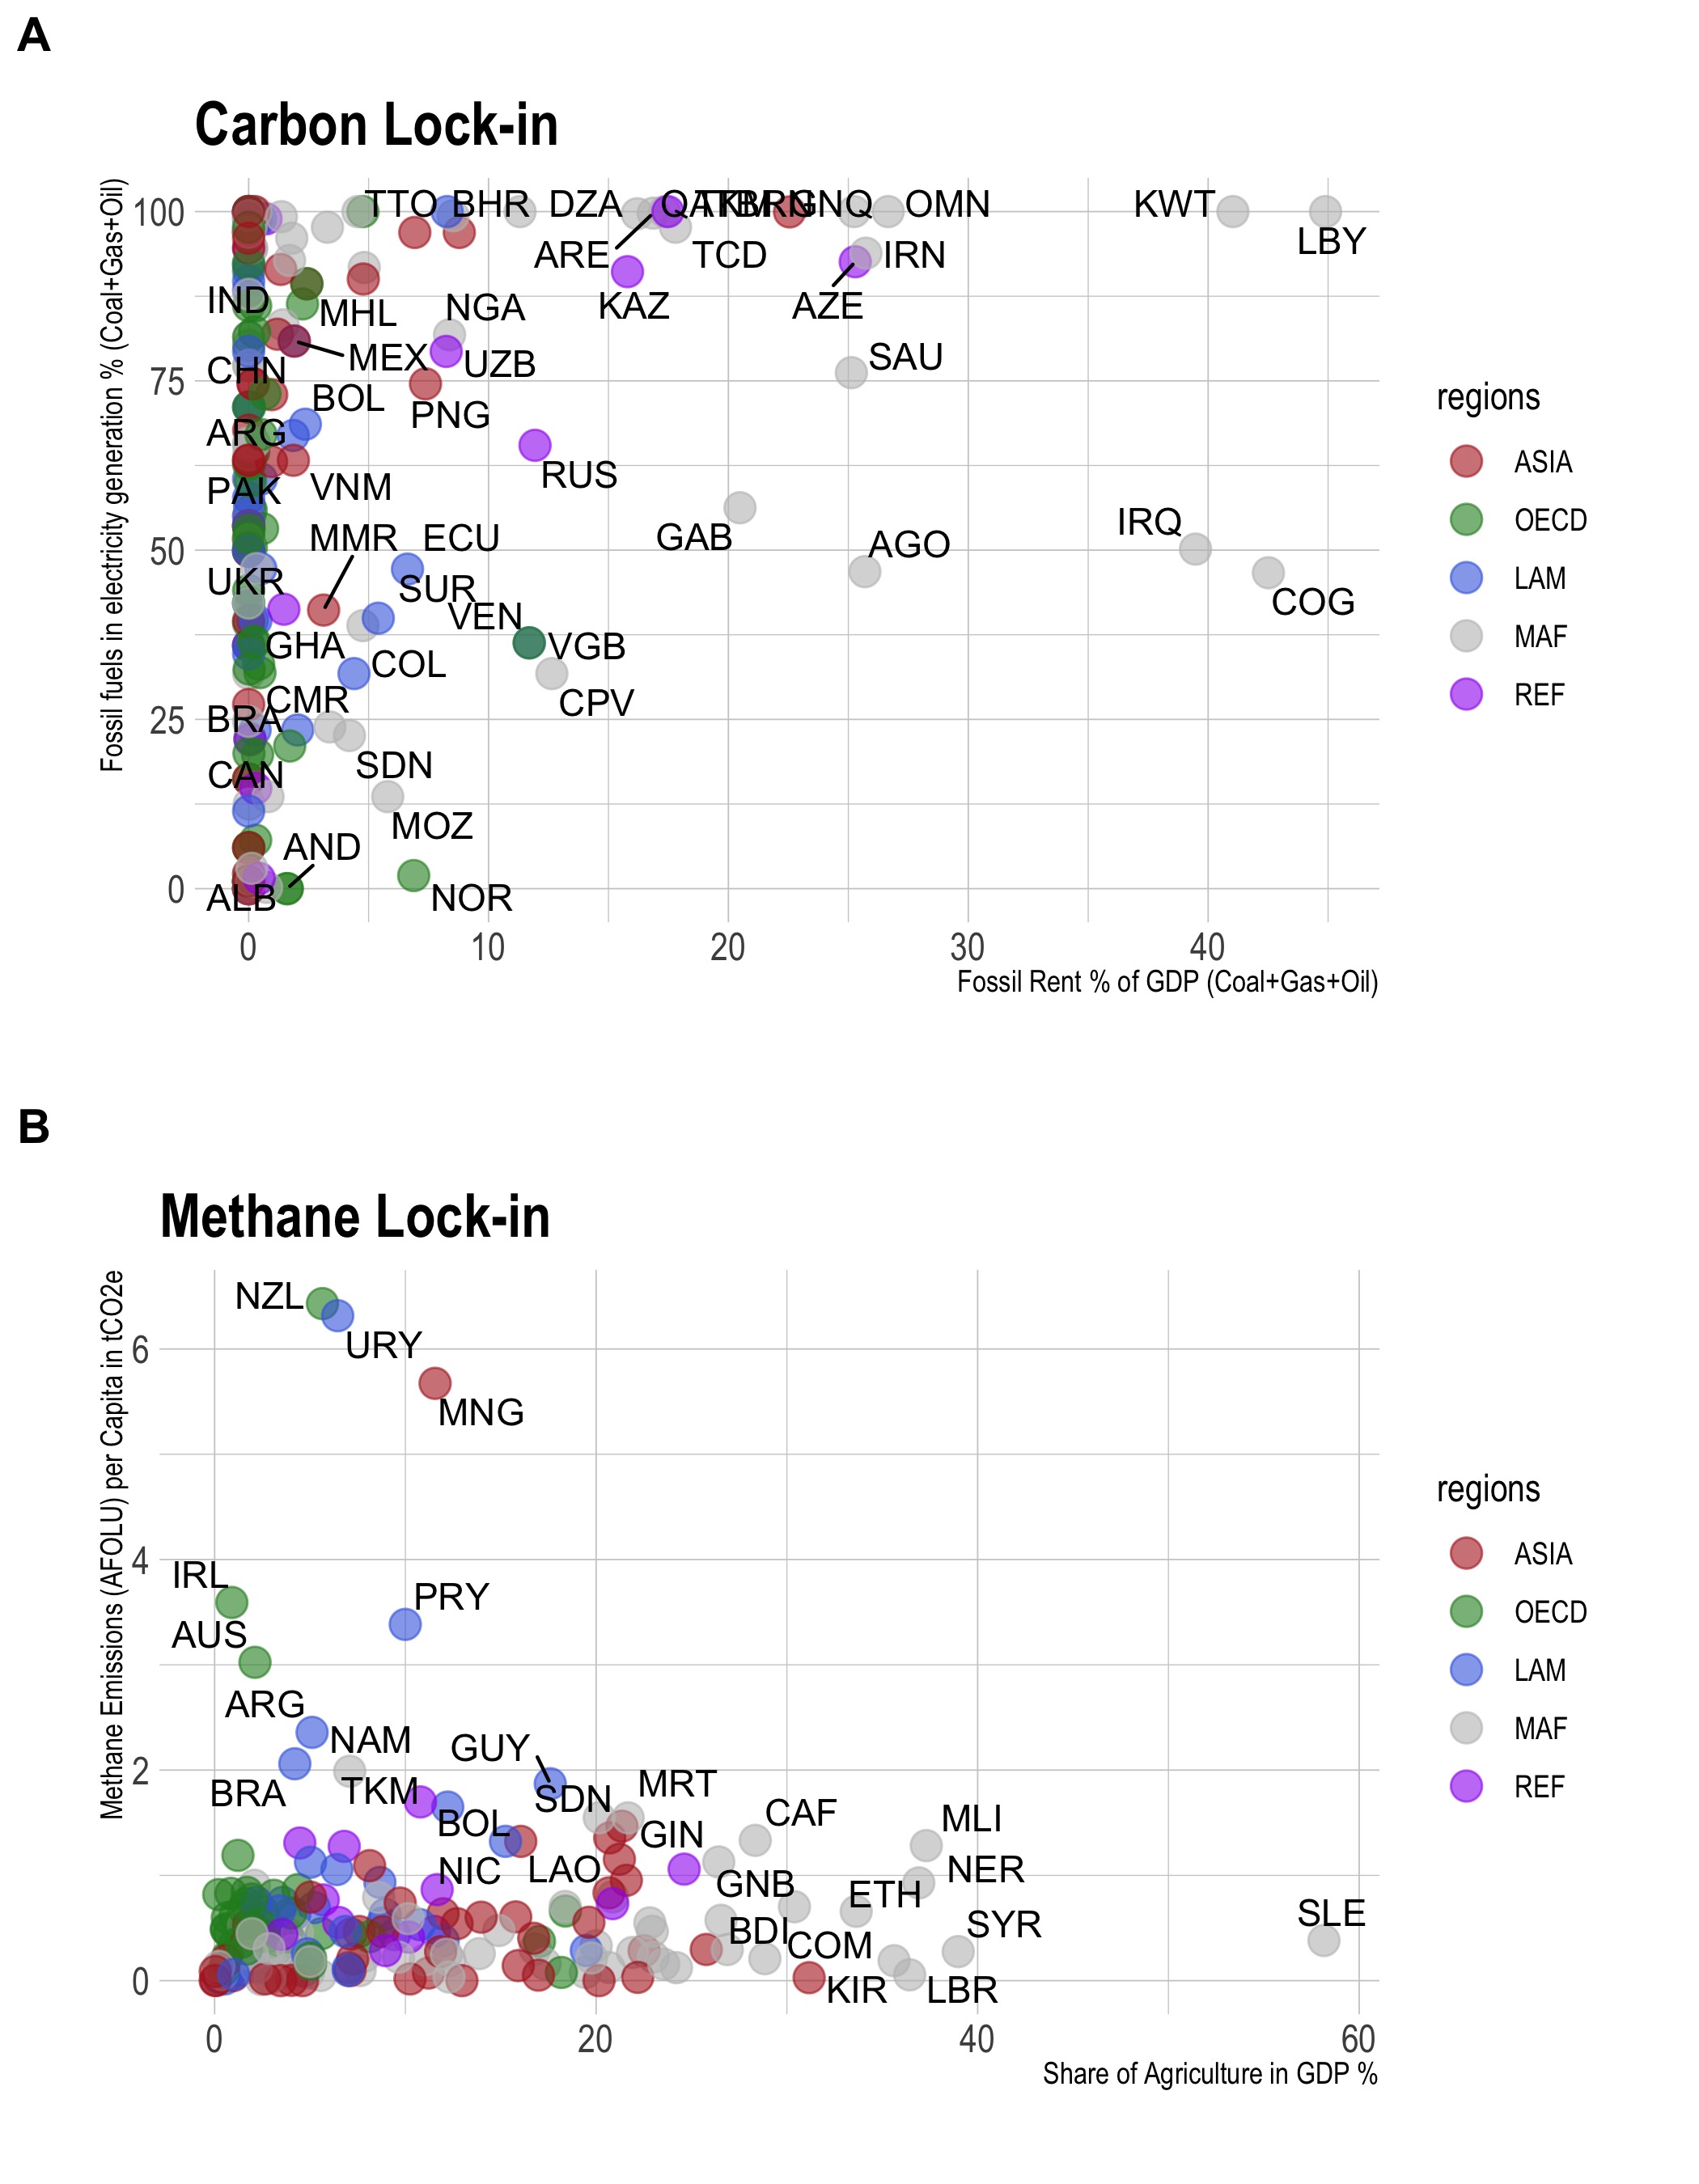 A
Carbon Lock-in
Fossil fuels in electricity generation % (Coal+Gas+Oil)
100
75
50
25
0
TTO BHR DZA QAT TKM BRN GNQ OMN KWT
LBY
ARE TCD IRN
KAZ AZE
IND MHL NGA
MEX UZB SAU
CHN BOL PNG
ARG RUS
PAK VNM
MMR ECU GAB AGO IRQ
UKR SUR COG
VEN
GHA COL VGB
CMR CPV
BRA
CAN SDN
MOZ
AND
ALB NOR
0 10 20 30 40
Fossil Rent % of GDP (Coal+Gas+Oil)
regions
ASIA
OECD
LAM
MAF
REF
B
Methane Lock-in
Methane Emissions (AFOLU) per Capita in tCO2e
6
4
2
0
NZL
URY
MNG
IRL
PRY
AUS
ARG
NAM GUY
BRA TKM SDN MRT
BOL GIN CAF MLI
NIC LAO GNB NER
ETH
BDI COM SYR SLE
KIR LBR
0 20 40 60
Share of Agriculture in GDP %
regions
ASIA
OECD
LAM
MAF
REF